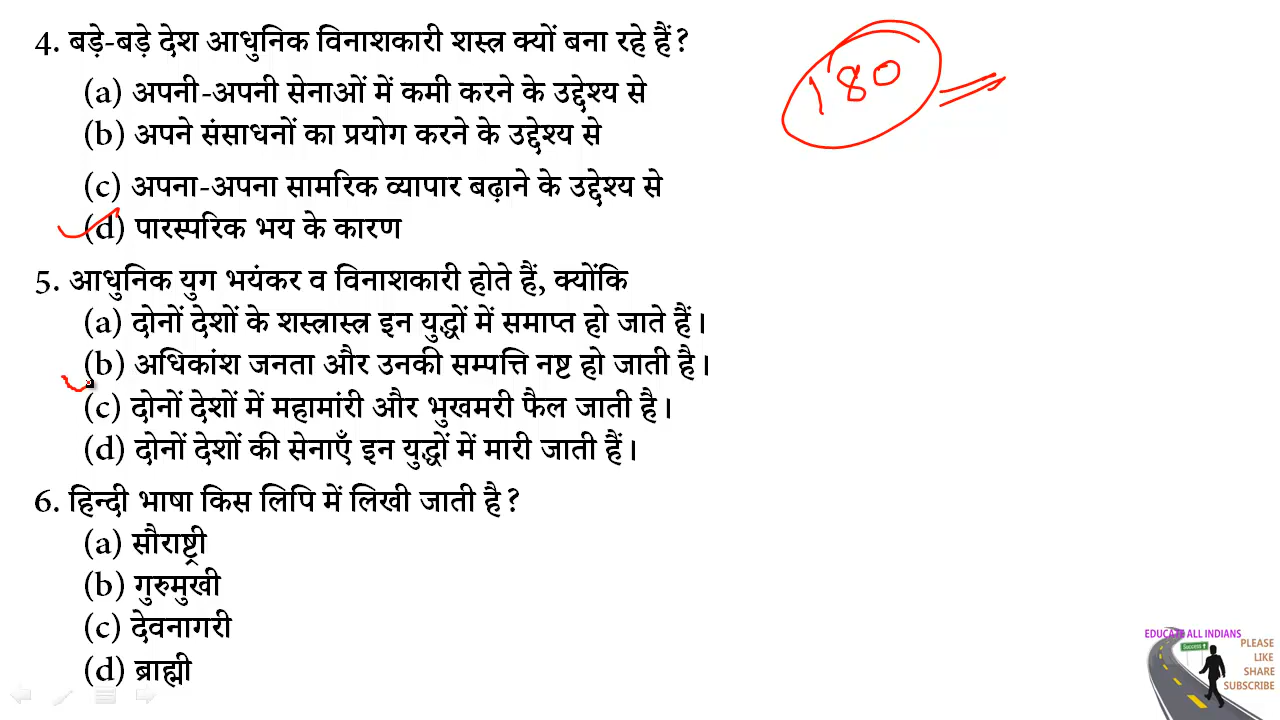 4. बड़े-बड़े देश आधुनिक विनाशकारी शस्त्र क्यों बना रहे हैं?
(a) अपनी-अपनी सेनाओं में कमी करने के उद्देश्य से
(b) अपने संसाधनों का प्रयोग करने के उद्देश्य से
(c) अपना-अपना सामरिक व्यापार बढ़ाने के उद्देश्य से
(d) पारस्परिक भय के कारण
180
5. आधुनिक युग भयंकर व विनाशकारी होते हैं, क्योंकि
(a) दोनों देशों के शस्त्रास्त्र इन युद्धों में समाप्त हो जाते हैं।
(b) अधिकांश जनता और उनकी सम्पत्ति नष्ट हो जाती है।
(c) दोनों देशों में महामांरी और भुखमरी फैल जाती है।
(d) दोनों देशों की सेनाएँ इन युद्धों में मारी जाती हैं।
6. हिन्दी भाषा किस लिपि में लिखी जाती है?
(a) सौराष्ट्री
(b) गुरुमुखी
(c) देवनागरी
(d) ब्राह्मी
EDUCATE ALL INDIANS
Success
PLEASE
LIKE
SHARE
SUBSCRIBE